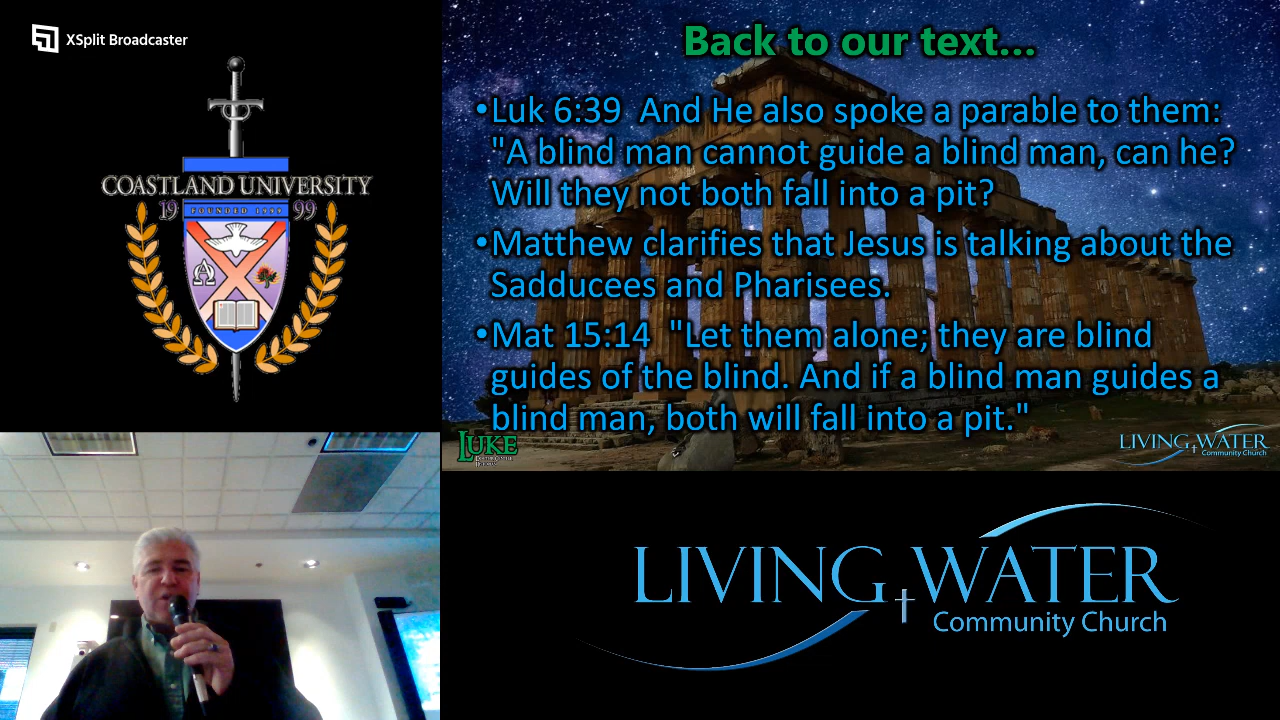 XSplit Broadcaster
COASTLAND UNIVERSITY
19 FOUNDED 1999 99
Back to our text...
•Luk 6:39 And He also spoke a parable to them:
"A blind man cannot guide a blind man, can he?
Will they not both fall into a pit?
•Matthew clarifies that Jesus is talking about the
Sadducees and Pharisees.
•Mat 15:14 "Let them alone; they are blind
guides of the blind. And if a blind man guides a
blind man, both will fall into a pit."
LUKE
LIVING WATER
Community Church
LIVING WATER
Community Church